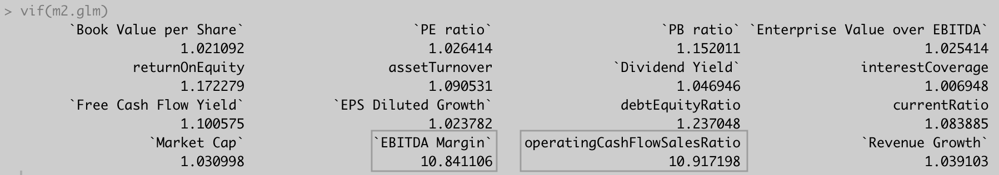 > vif(m2.glm)
`Book Value per Share` `PE ratio` `PB ratio` `Enterprise Value over EBITDA`
1.021092 1.026414 1.152011 1.025414
returnOnEquity assetTurnover `Dividend Yield` interestCoverage
1.172279 1.090531 1.046946 1.006948
`Free Cash Flow Yield` `EPS Diluted Growth` debtEquityRatio currentRatio
1.100575 1.023782 1.237048 1.083885
`Market Cap` `EBITDA Margin` operatingCashFlowSalesRatio `Revenue Growth`
1.030998 10.841106 10.917198 1.039103